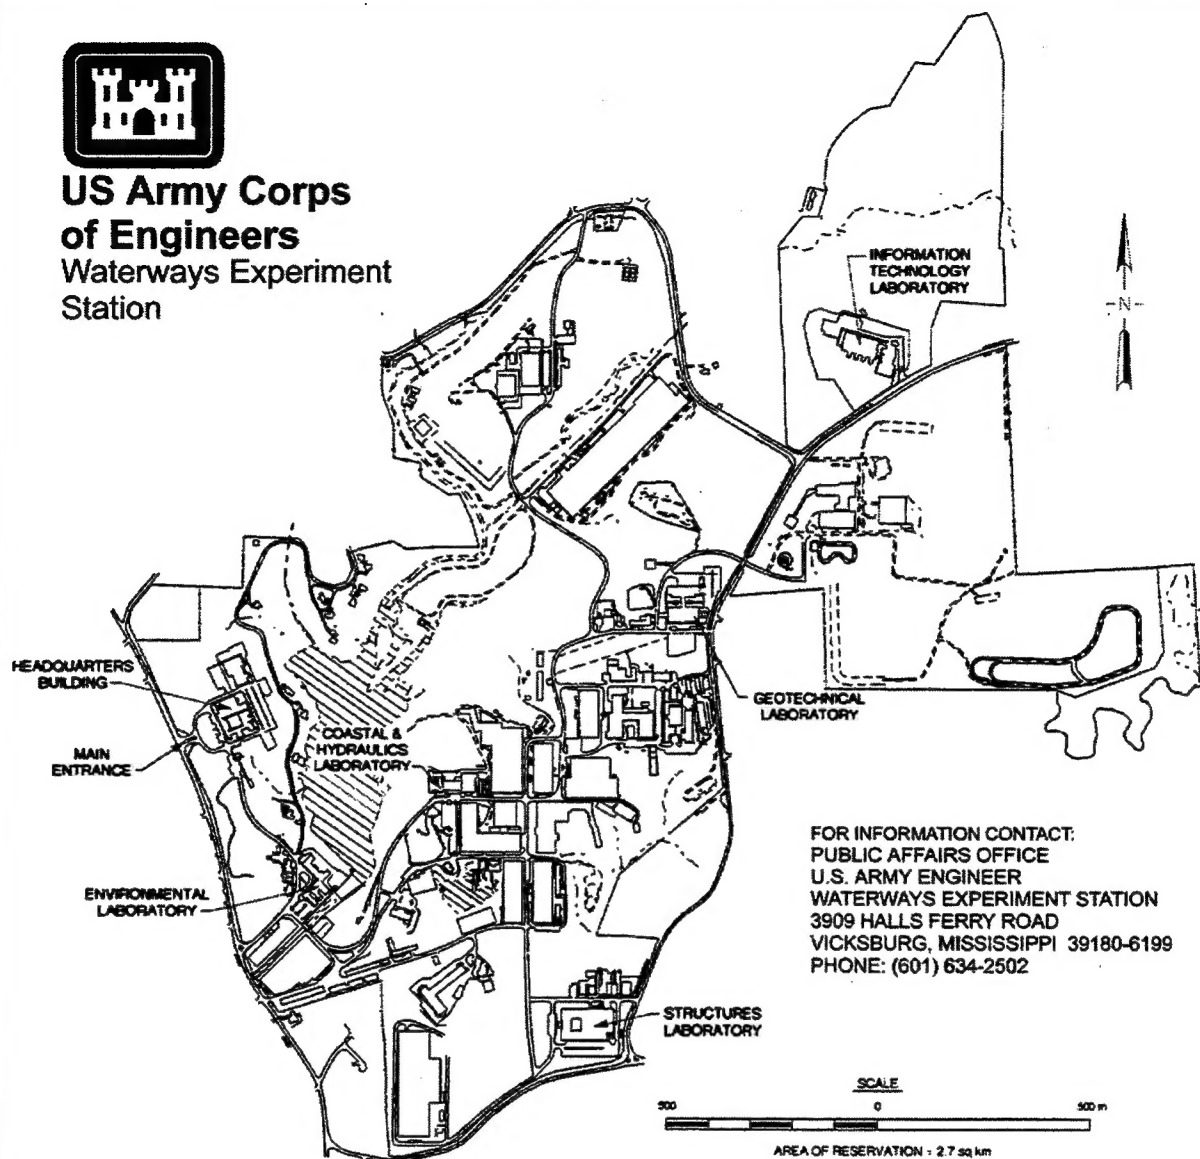 US Army Corps
of Engineers
Waterways Experiment
Station
INFORMATION
TECHNOLOGY
LABORATORY
N
HEADQUARTERS
BUILDING
MAIN
ENTRANCE
COASTAL &
HYDRAULICS
LABORATORY
GEOTECHNICAL
LABORATORY
ENVIRONMENTAL
LABORATORY
STRUCTURES
LABORATORY
FOR INFORMATION CONTACT:
PUBLIC AFFAIRS OFFICE
U.S. ARMY ENGINEER
WATERWAYS EXPERIMENT STATION
3909 HALLS FERRY ROAD
VICKSBURG, MISSISSIPPI 39180-6199
PHONE: (601) 634-2502
SCALE
500 0 500 m
AREA OF RESERVATION = 2.7 sq km